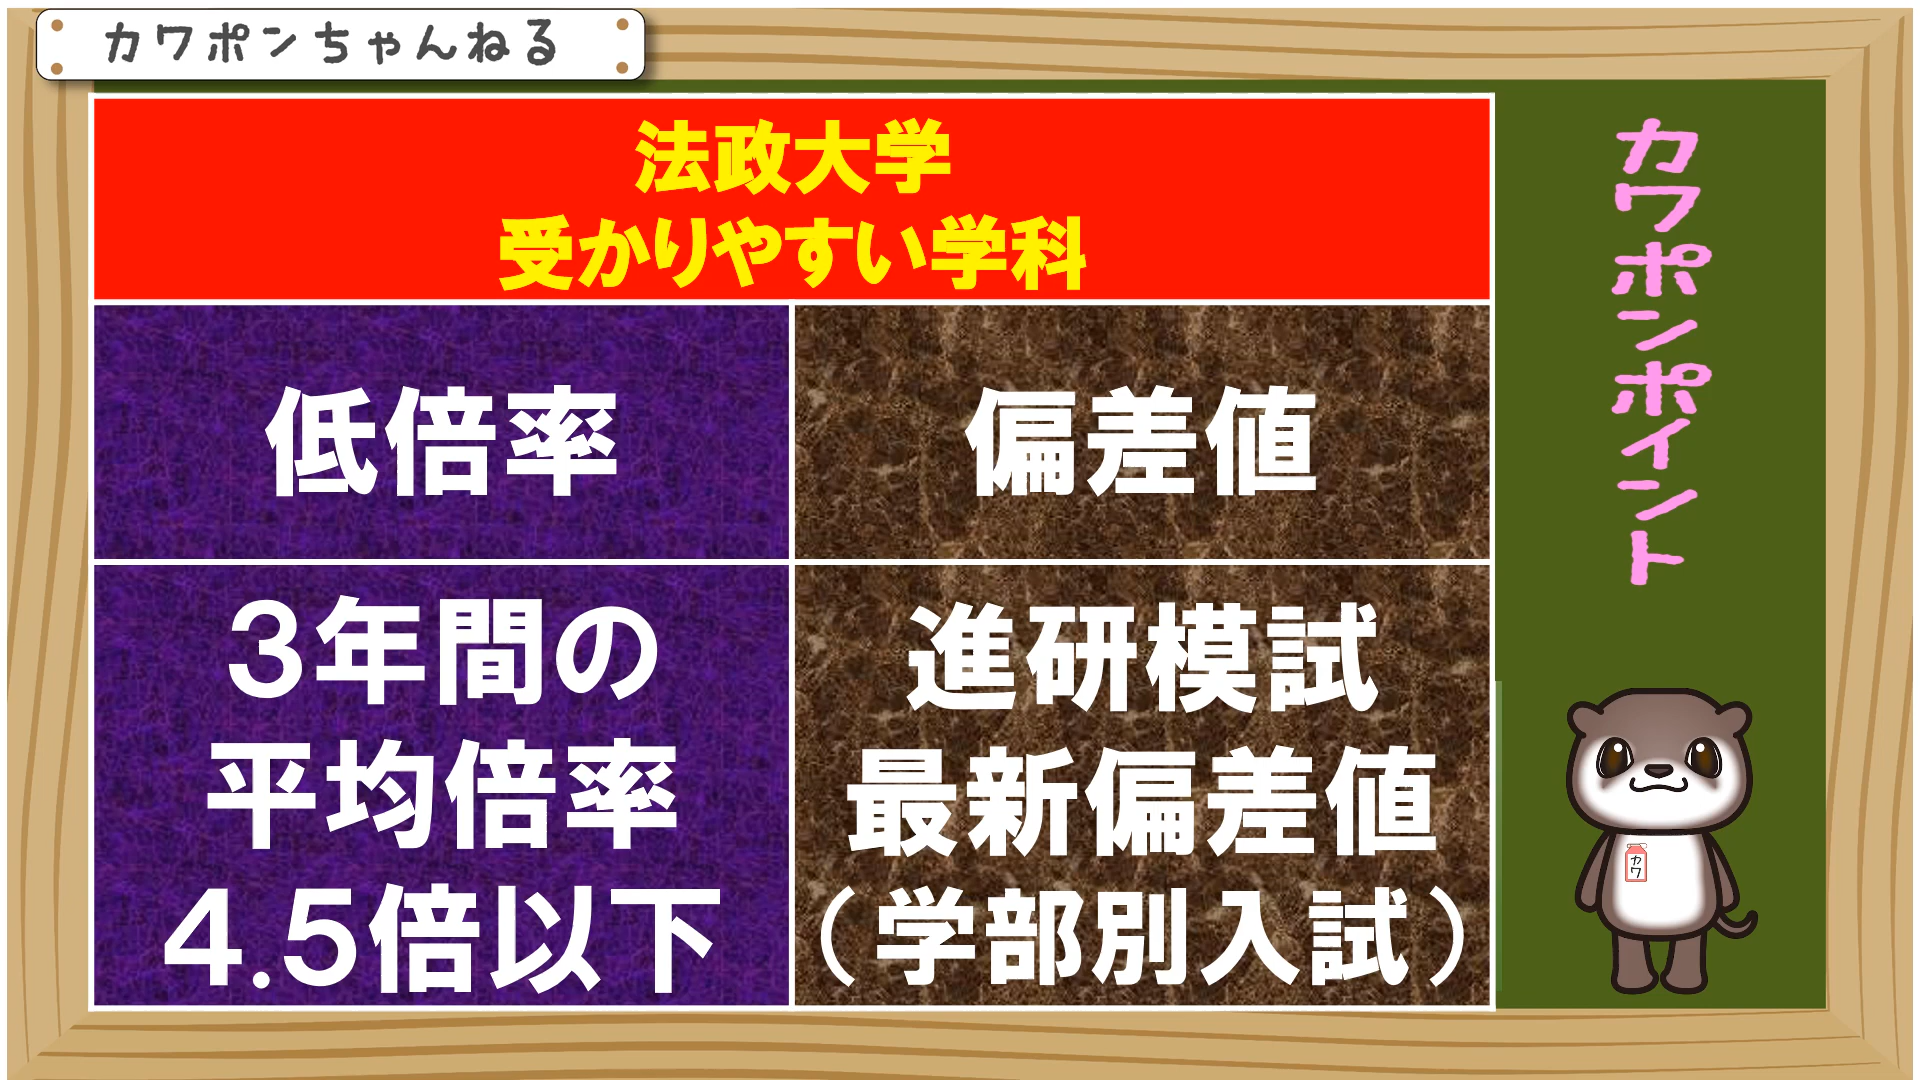 カワポンちゃんねる
法政大学
受かりやすい学科
低倍率
偏差値
3年間の
平均倍率
4.5倍以下
進研模試
最新偏差値
（学部別入試）
カワポンポイント
カワ